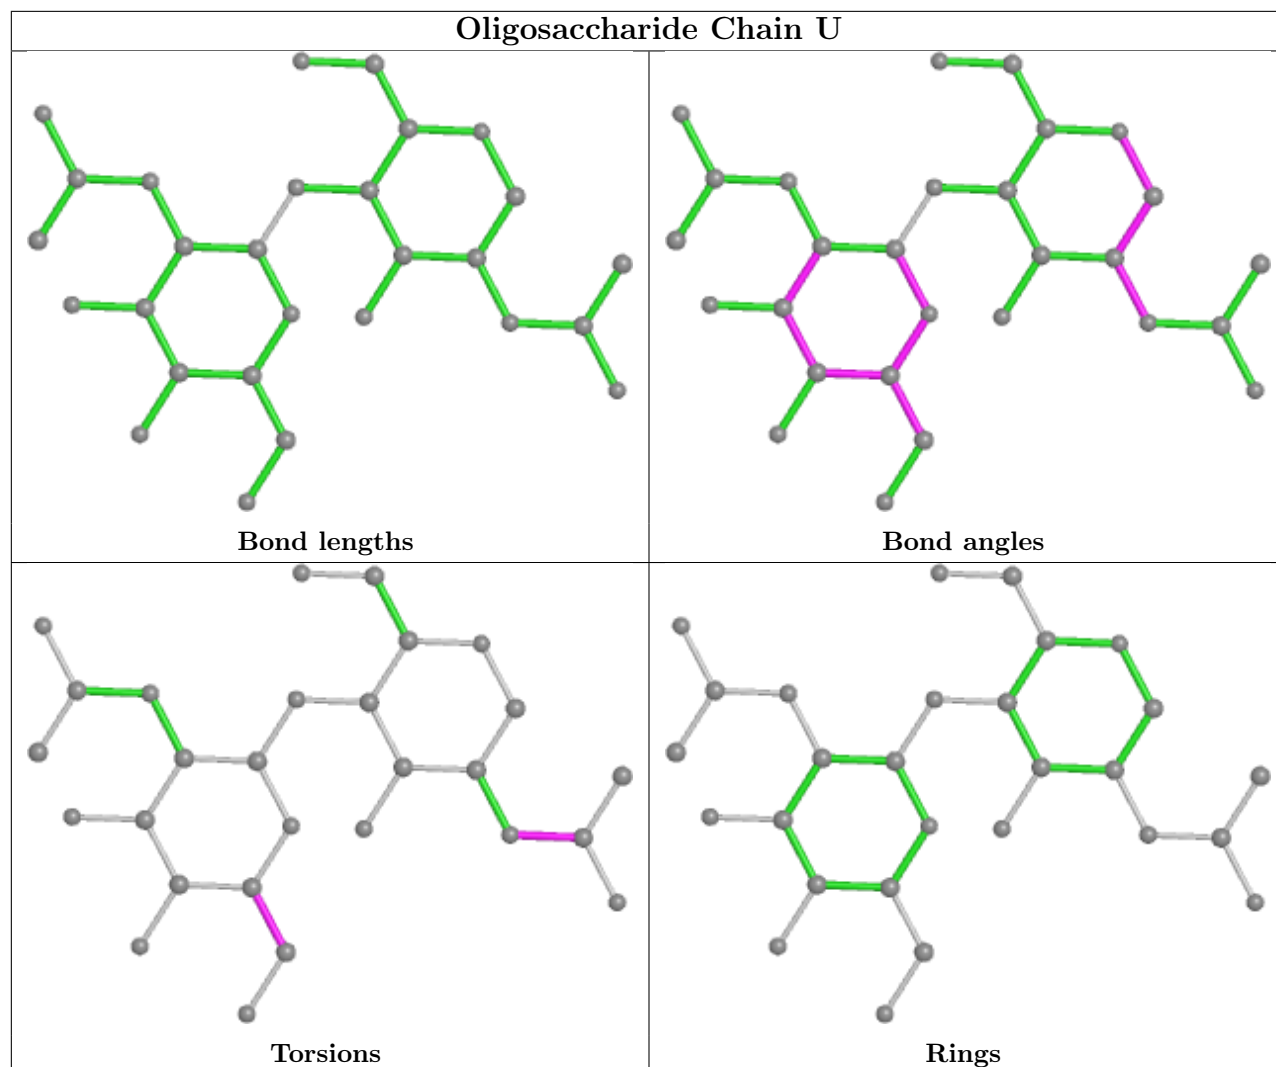 Oligosaccharide Chain U
Bond lengths
Bond angles
Torsions
Rings